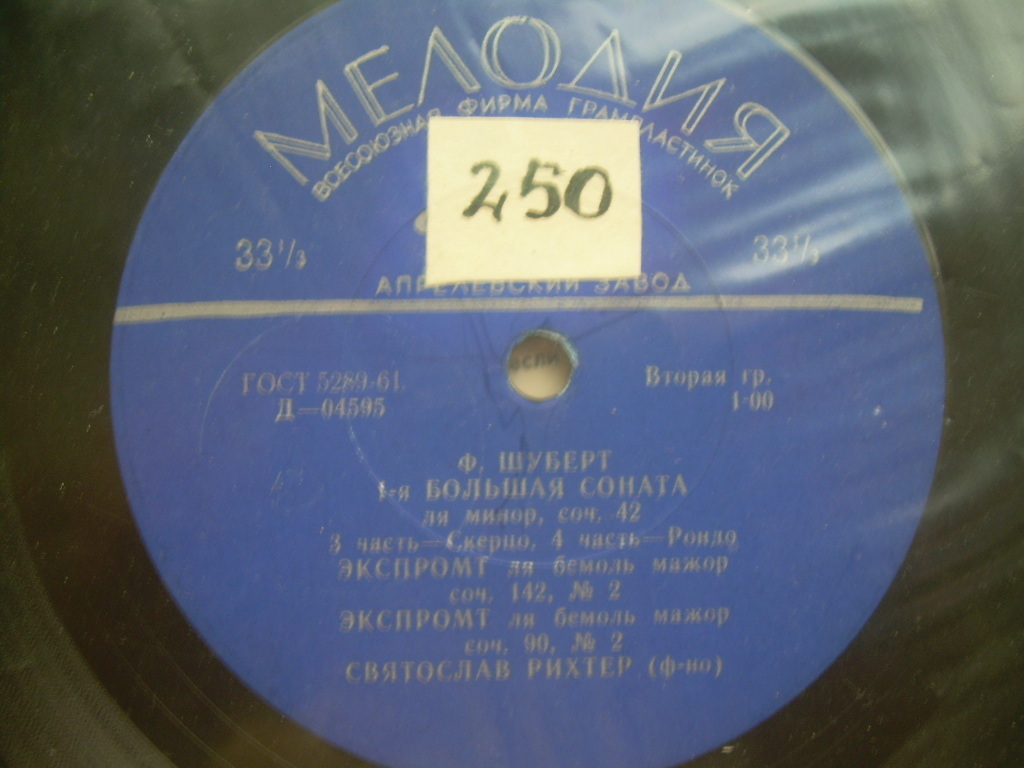 МЕЛОДИЯ
ВСЕСОЮЗНАЯ ФИРМА ГРАМПЛАСТИНОК
250
33⅓ 33⅓
АПРЕЛЕВСКИЙ ЗАВОД
ГОСТ 5289-61. Вторая гр.
Д—04595 1-00
Ф. ШУБЕРТ
1-я БОЛЬШАЯ СОНАТА
ля минор, соч. 42
3 часть—Скерцо, 4 часть—Рондо
ЭКСПРОМТ ля бемоль мажор
соч. 142, № 2
ЭКСПРОМТ ля бемоль мажор
соч. 90, № 2
СВЯТОСЛАВ РИХТЕР (ф-но)